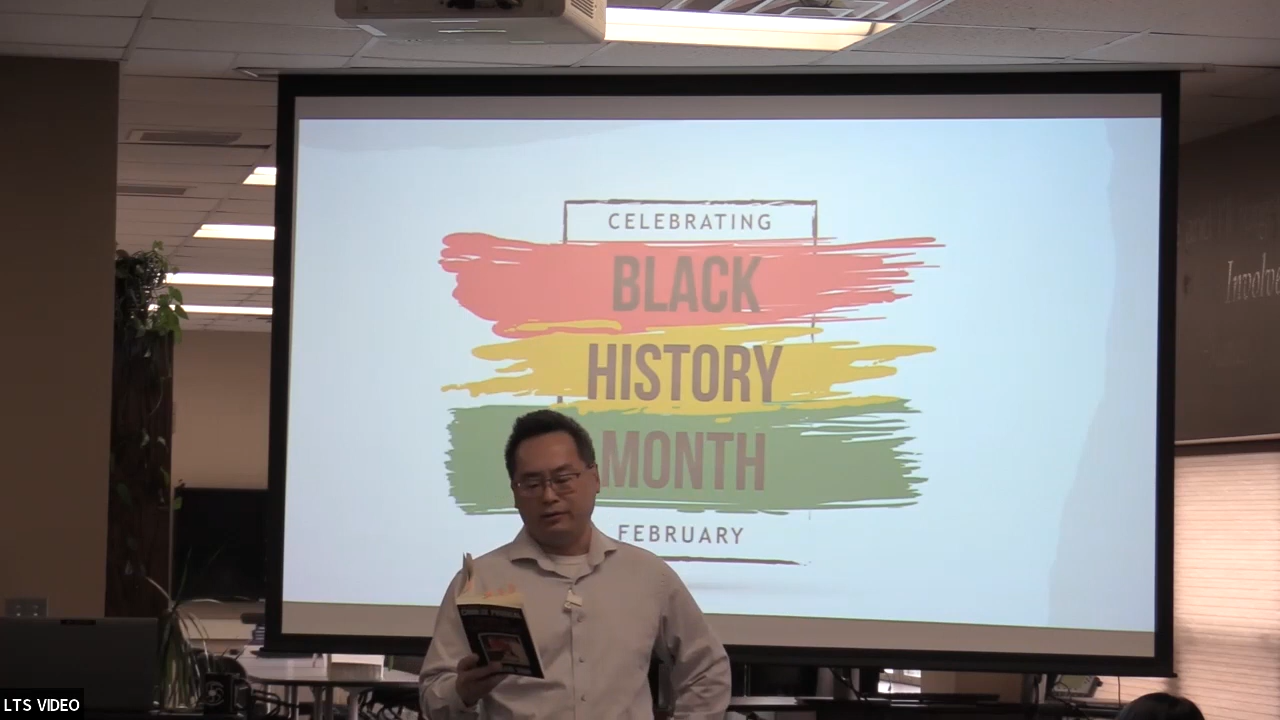 CELEBRATING
BLACK
HISTORY
MONTH
FEBRUARY
LTS VIDEO